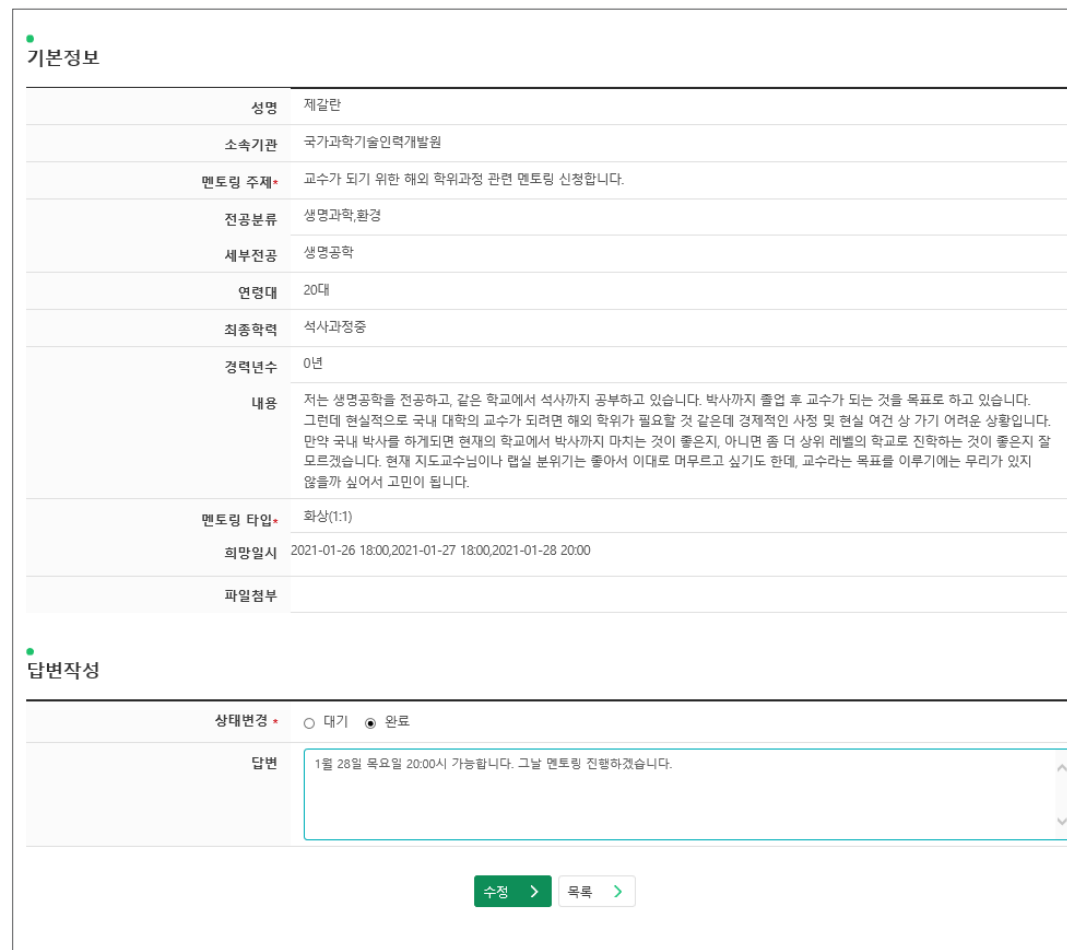 기본정보
성명 제갈란
소속기관 국가과학기술인력개발원
멘토링 주제* 교수가 되기 위한 해외 학위과정 관련 멘토링 신청합니다.
전공분류 생명과학,환경
세부전공 생명공학
연령대 20대
최종학력 석사과정중
경력년수 0년
내용 저는 생명공학을 전공하고, 같은 학교에서 석사까지 공부하고 있습니다. 박사까지 졸업 후 교수가 되는 것을 목표로 하고 있습니다.
그런데 현실적으로 국내 대학의 교수가 되려면 해외 학위가 필요할 것 같은데 경제적인 사정 및 현실 여건 상 가기 어려운 상황입니다.
만약 국내 박사를 하게되면 현재의 학교에서 박사까지 마치는 것이 좋은지, 아니면 좀 더 상위 레벨의 학교로 진학하는 것이 좋은지 잘
모르겠습니다. 현재 지도교수님이나 랩실 분위기는 좋아서 이대로 머무르고 싶기도 한데, 교수라는 목표를 이루기에는 무리가 있지
않을까 싶어서 고민이 됩니다.
멘토링 타입* 화상(1:1)
희망일시 2021-01-26 18:00,2021-01-27 18:00,2021-01-28 20:00
파일첨부
답변작성
상태변경 * 대기 완료
답변 1월 28일 목요일 20:00시 가능합니다. 그날 멘토링 진행하겠습니다.
수정 목록